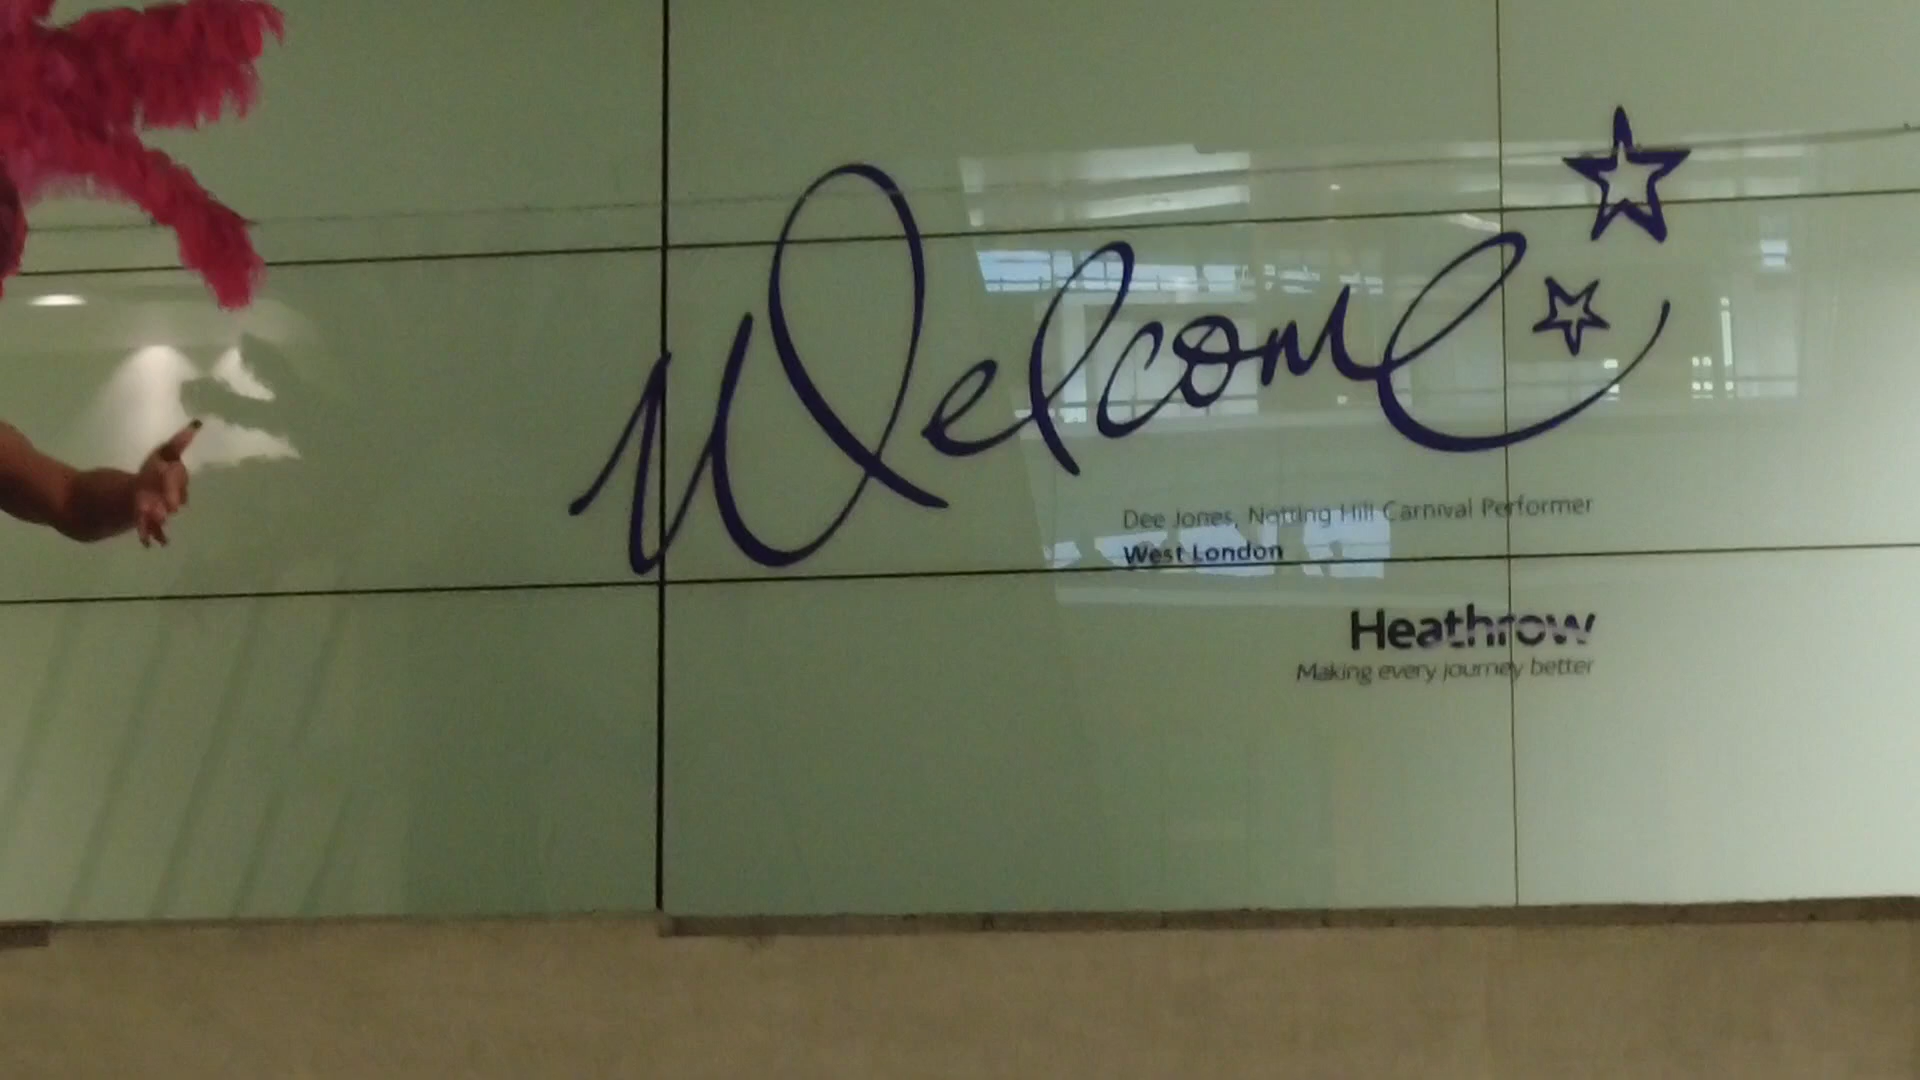 Welcome
Dee Jones, Notting Hill Carnival Performer
West London
Heathrow
Making every journey better